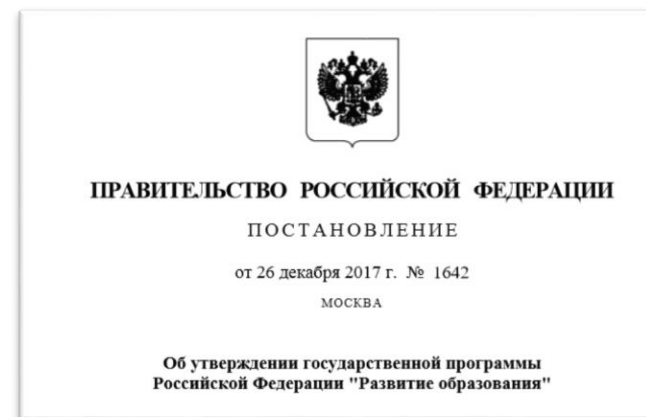 ПРАВИТЕЛЬСТВО РОССИЙСКОЙ ФЕДЕРАЦИИ
ПОСТАНОВЛЕНИЕ
от 26 декабря 2017 г. № 1642
МОСКВА
Об утверждении государственной программы
Российской Федерации "Развитие образования"